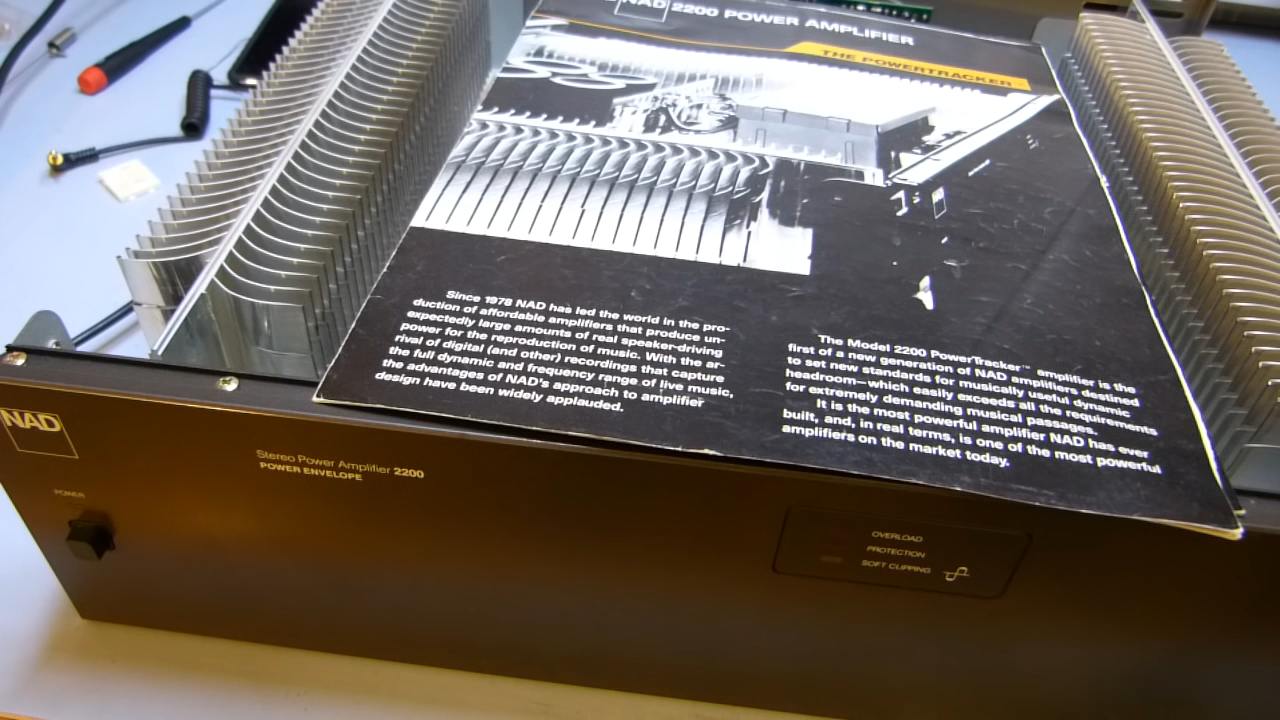 NAD 2200 POWER AMPLIFIER
THE POWERTRACKER™
Since 1978 NAD has led the world in the pro-
duction of affordable amplifiers that produce un-
expectedly large amounts of real speaker-driving
power for the reproduction of music. With the ar-
rival of digital (and other) recordings that capture
the full dynamic and frequency range of live music,
the advantages of NAD's approach to amplifier
design have been widely applauded.
The Model 2200 PowerTracker™ amplifier is the
first of a new generation of NAD amplifiers destined
to set new standards for musically useful dynamic
headroom—which easily exceeds all the requirements
for extremely demanding musical passages.
It is the most powerful amplifier NAD has ever
built, and, in real terms, is one of the most powerful
amplifiers on the market today.
NAD
Stereo Power Amplifier 2200
POWER ENVELOPE
POWER
OVERLOAD
PROTECTION
SOFT CLIPPING